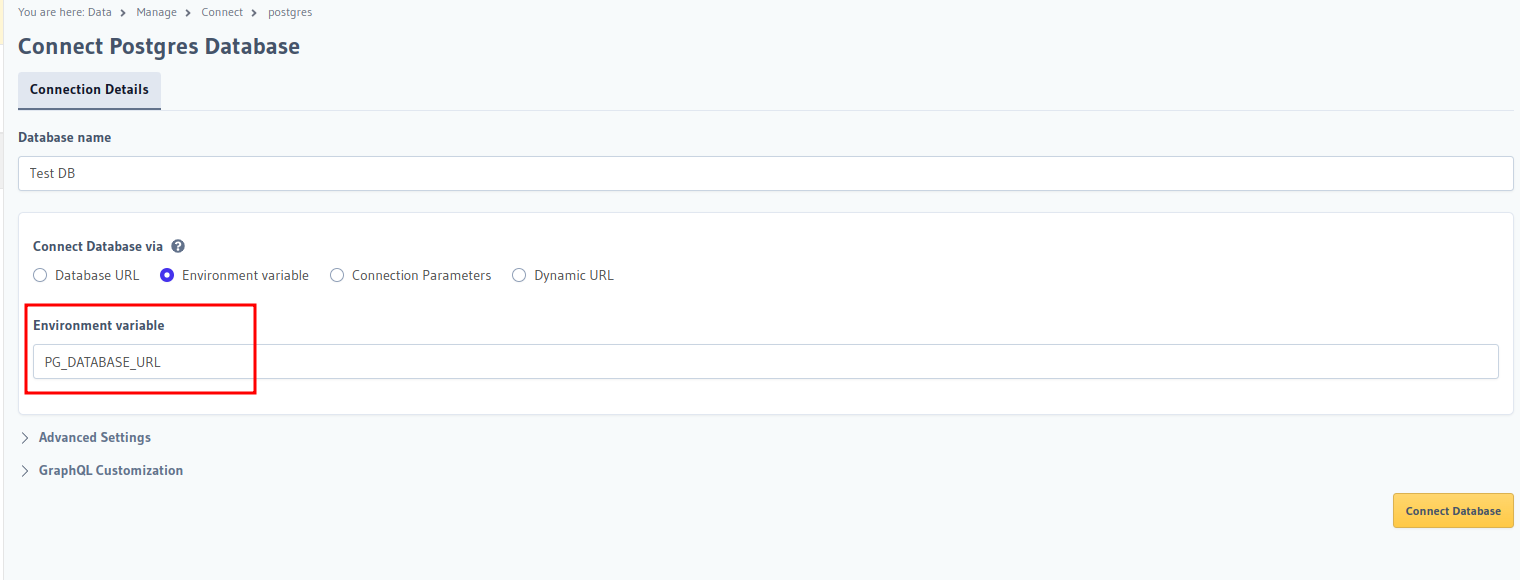 You are here: Data > Manage > Connect > postgres
Connect Postgres Database
Connection Details
Database name
Test DB
Connect Database via ?
Database URL Environment variable Connection Parameters Dynamic URL
Environment variable
PG_DATABASE_URL
Advanced Settings
GraphQL Customization
Connect Database